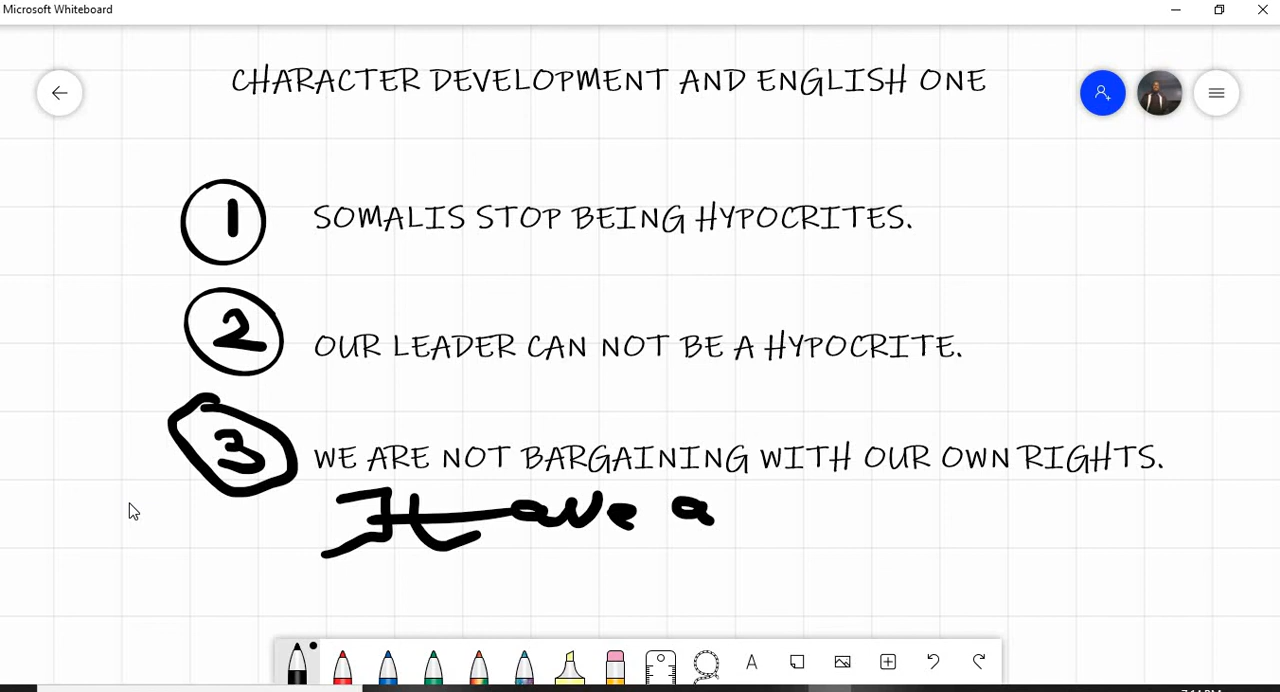 Microsoft Whiteboard
CHARACTER DEVELOPMENT AND ENGLISH ONE
1 SOMALIS STOP BEING HYPOCRITES.
2 OUR LEADER CAN NOT BE A HYPOCRITE.
3 WE ARE NOT BARGAINING WITH OUR OWN RIGHTS.
I Have a
A